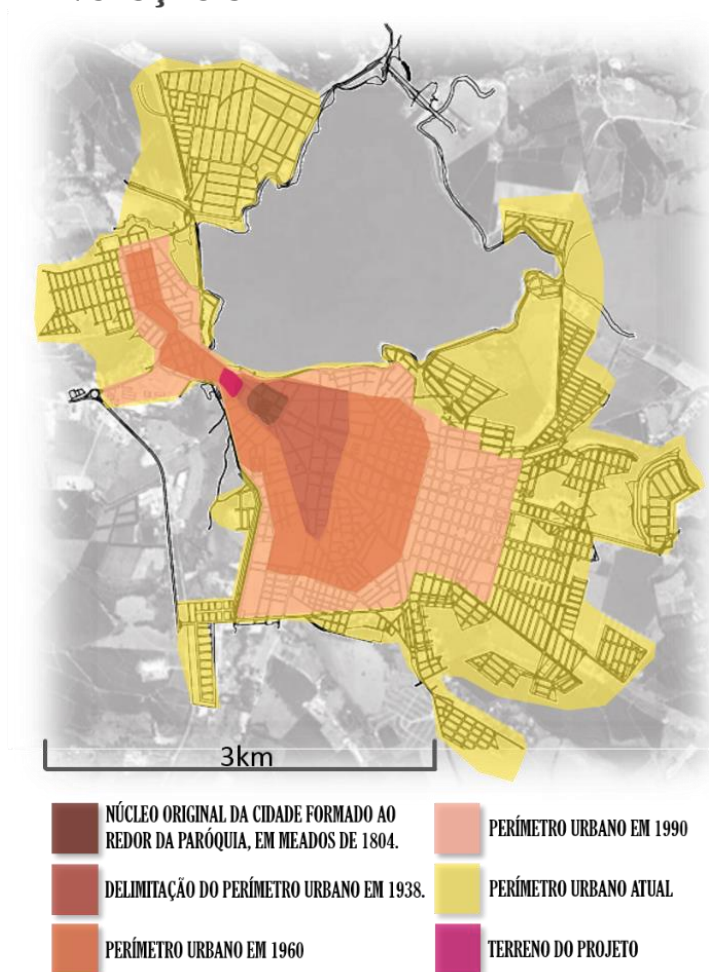 3km
NÚCLEO ORIGINAL DA CIDADE FORMADO AO
REDOR DA PARÓQUIA, EM MEADOS DE 1804.
DELIMITAÇÃO DO PERÍMETRO URBANO EM 1938.
PERÍMETRO URBANO EM 1960
PERÍMETRO URBANO EM 1990
PERÍMETRO URBANO ATUAL
TERRENO DO PROJETO